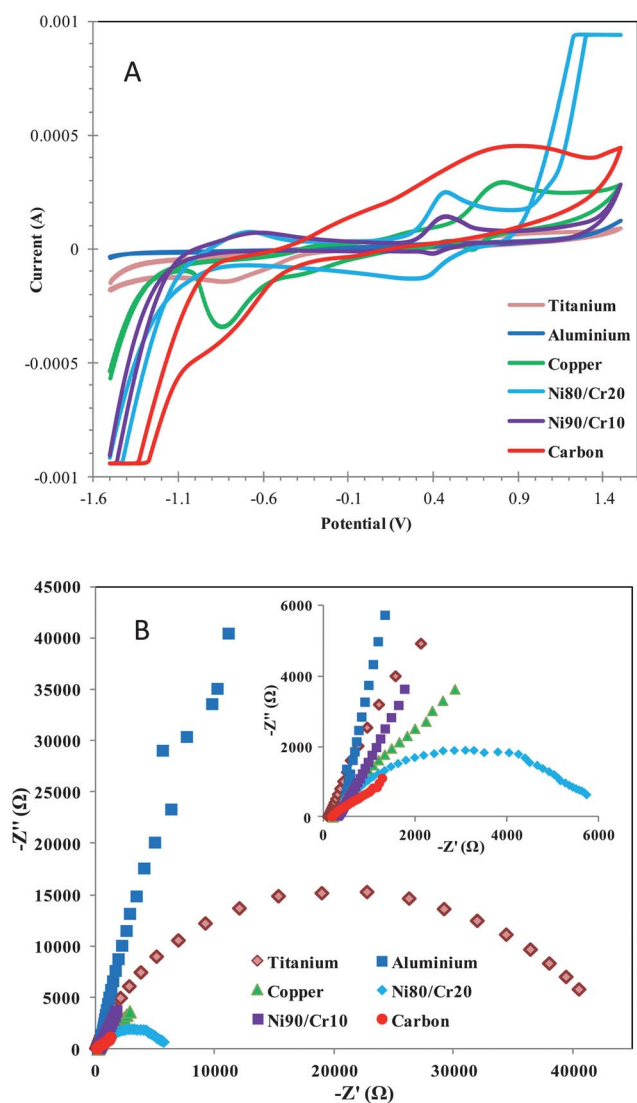 0.001
A
0.0005
0
-0.0005
-0.001
Current (A)
-1.6 -1.1 -0.6 -0.1 0.4 0.9 1.4
Potential (V)
Titanium
Aluminium
Copper
Ni80/Cr20
Ni90/Cr10
Carbon
45000
B
40000
35000
30000
25000
20000
15000
10000
5000
0
-Z'' (Ω)
0 10000 20000 30000 40000
-Z' (Ω)
6000
4000
2000
0
-Z'' (Ω)
0 2000 4000 6000
-Z' (Ω)
Titanium Aluminium
Copper Ni80/Cr20
Ni90/Cr10 Carbon